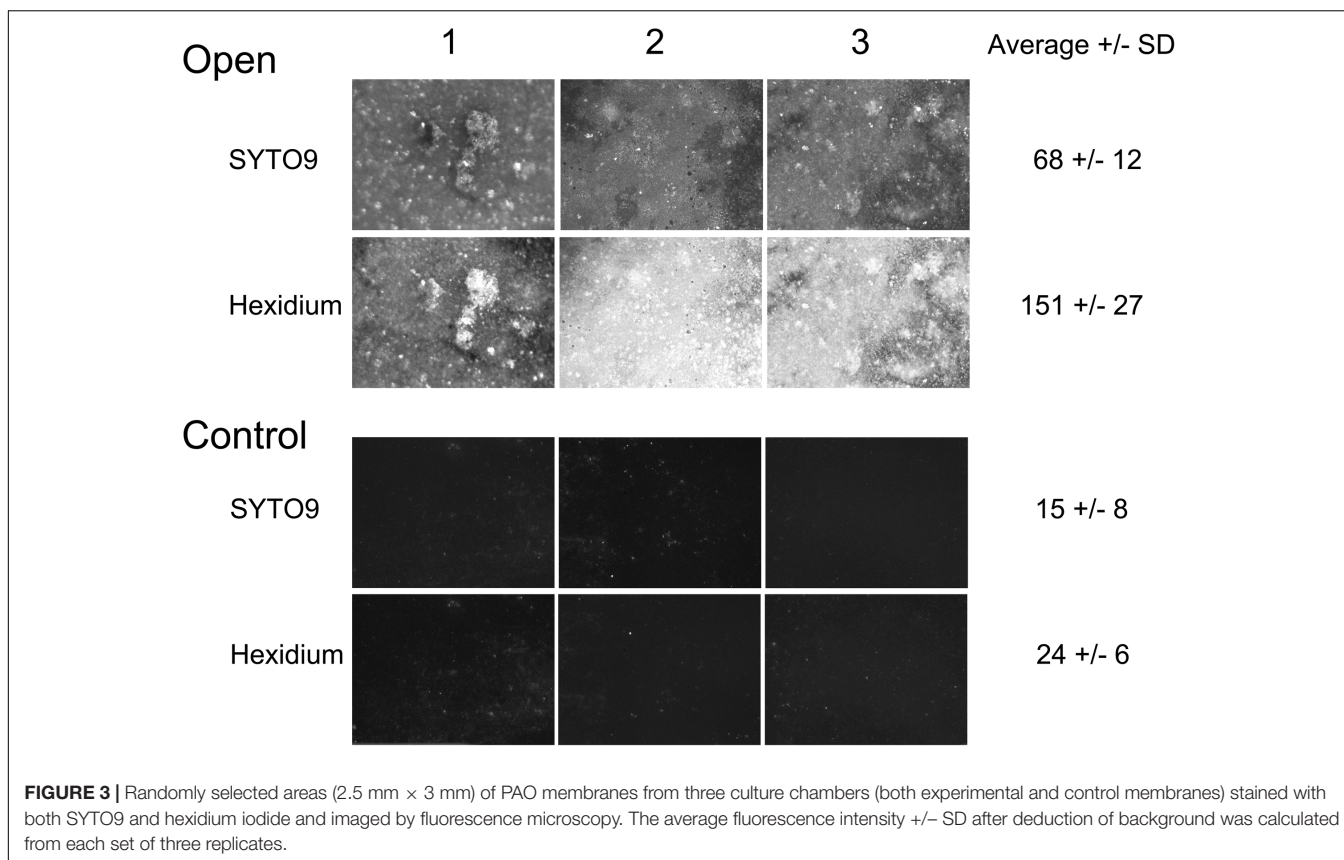 1 2 3 Average +/- SD
Open
SYTO9 68 +/- 12
Hexidium 151 +/- 27
Control
SYTO9 15 +/- 8
Hexidium 24 +/- 6
FIGURE 3 | Randomly selected areas (2.5 mm × 3 mm) of PAO membranes from three culture chambers (both experimental and control membranes) stained with
both SYTO9 and hexidium iodide and imaged by fluorescence microscopy. The average fluorescence intensity +/– SD after deduction of background was calculated
from each set of three replicates.